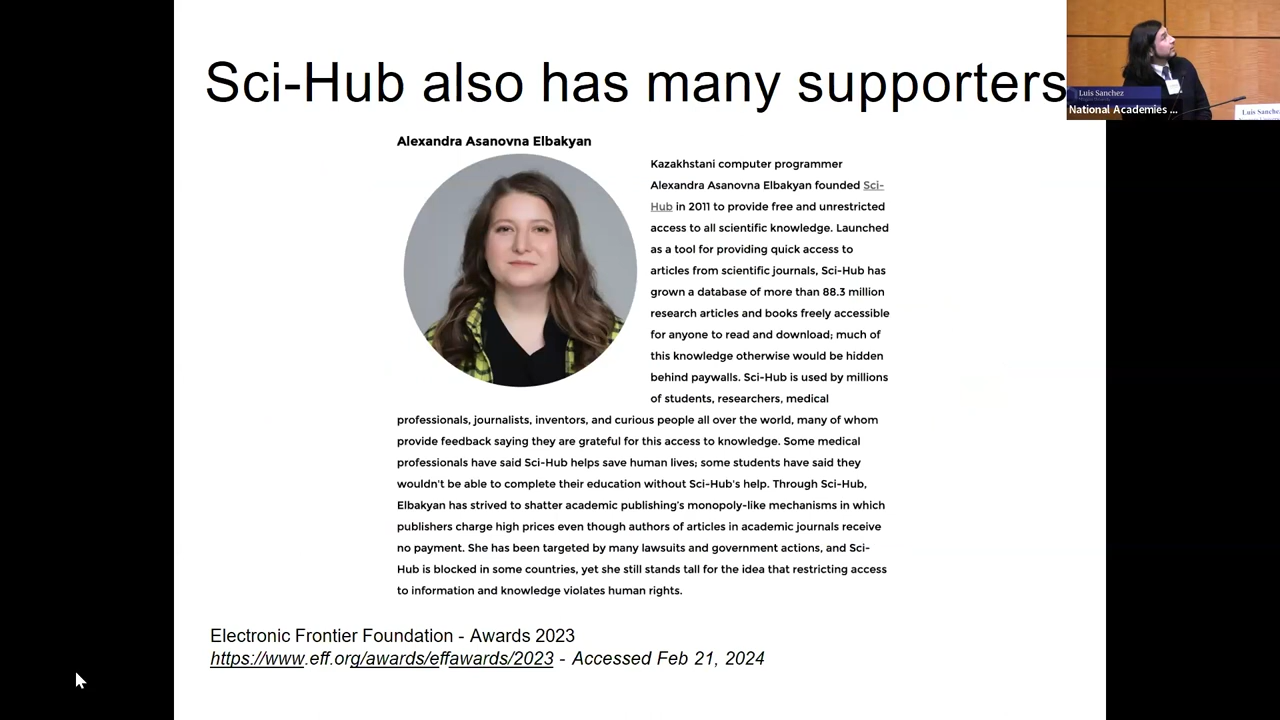 Sci-Hub also has many supporters
Luis Sanchez
National Academies ...
Luis Sanchez
Alexandra Asanovna Elbakyan
Kazakhstani computer programmer
Alexandra Asanovna Elbakyan founded Sci-
Hub in 2011 to provide free and unrestricted
access to all scientific knowledge. Launched
as a tool for providing quick access to
articles from scientific journals, Sci-Hub has
grown a database of more than 88.3 million
research articles and books freely accessible
for anyone to read and download; much of
this knowledge otherwise would be hidden
behind paywalls. Sci-Hub is used by millions
of students, researchers, medical
professionals, journalists, inventors, and curious people all over the world, many of whom
provide feedback saying they are grateful for this access to knowledge. Some medical
professionals have said Sci-Hub helps save human lives; some students have said they
wouldn't be able to complete their education without Sci-Hub's help. Through Sci-Hub,
Elbakyan has strived to shatter academic publishing's monopoly-like mechanisms in which
publishers charge high prices even though authors of articles in academic journals receive
no payment. She has been targeted by many lawsuits and government actions, and Sci-
Hub is blocked in some countries, yet she still stands tall for the idea that restricting access
to information and knowledge violates human rights.
Electronic Frontier Foundation - Awards 2023
https://www.eff.org/awards/effawards/2023 - Accessed Feb 21, 2024